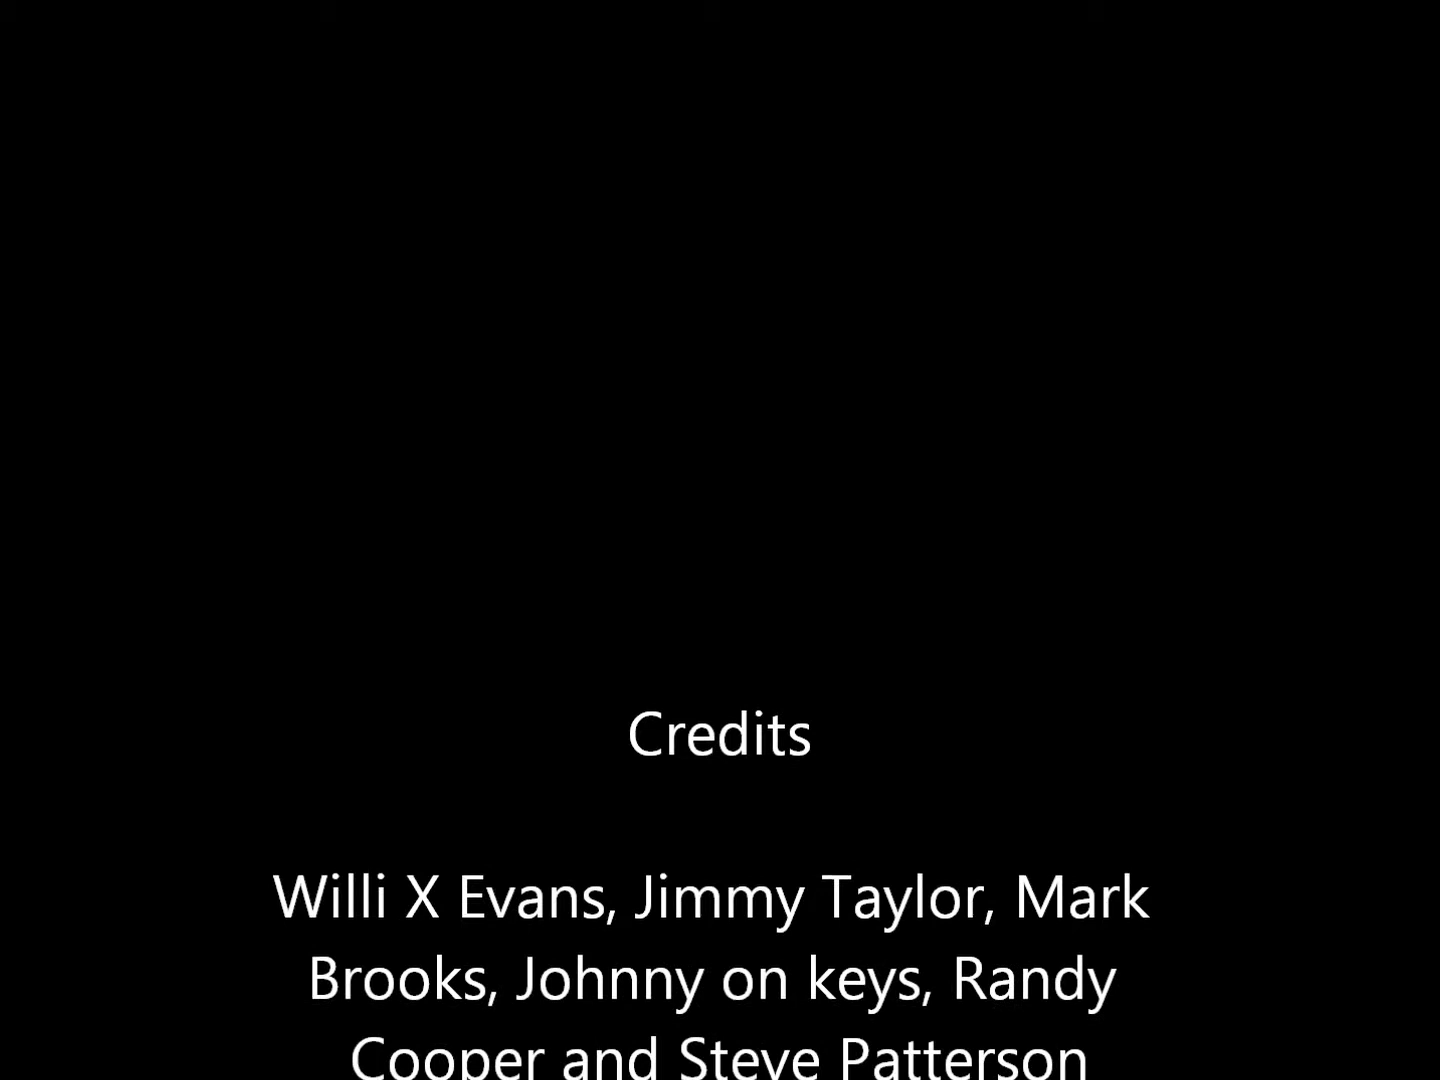 Credits
Willi X Evans, Jimmy Taylor, Mark
Brooks, Johnny on keys, Randy
Cooper and Steve Patterson